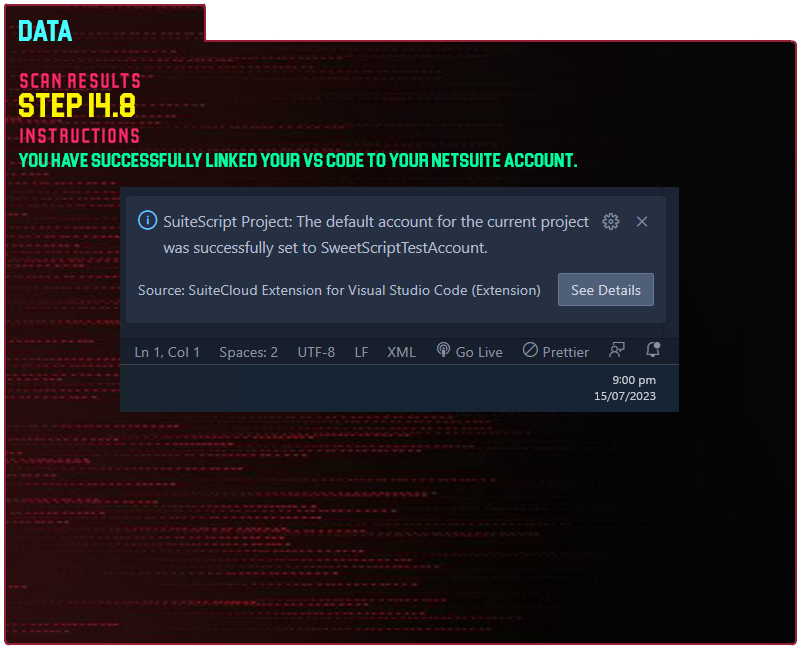 DATA
SCAN RESULTS
STEP 14.8
INSTRUCTIONS
YOU HAVE SUCCESSFULLY LINKED YOUR VS CODE TO YOUR NETSUITE ACCOUNT.
SuiteScript Project: The default account for the current project
was successfully set to SweetScriptTestAccount.
Source: SuiteCloud Extension for Visual Studio Code (Extension) See Details
Ln 1, Col 1 Spaces: 2 UTF-8 LF XML Go Live Prettier
9:00 pm
15/07/2023